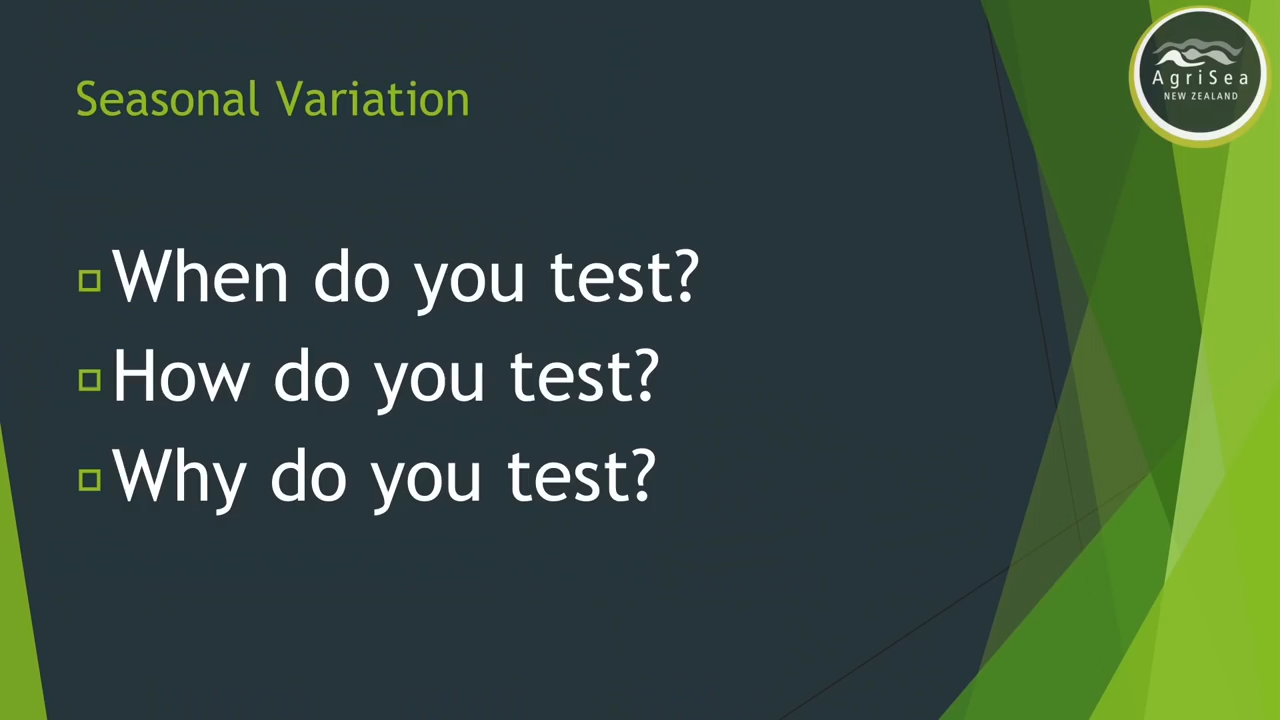 Seasonal Variation
AgriSea
NEW ZEALAND
When do you test?
How do you test?
Why do you test?